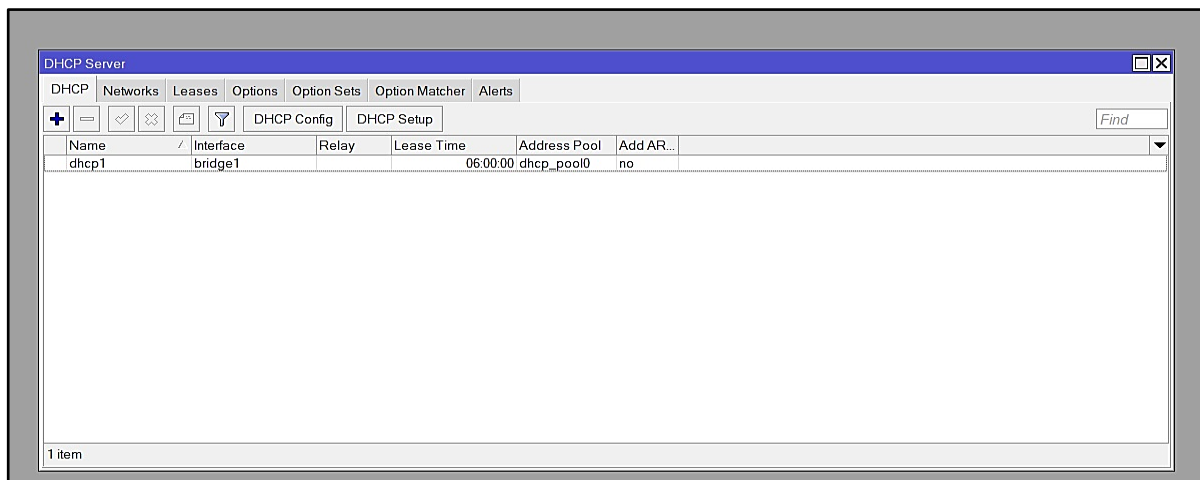 DHCP Server
DHCP Networks Leases Options Option Sets Option Matcher Alerts
DHCP Config DHCP Setup Find
Name Interface Relay Lease Time Address Pool Add AR...
dhcp1 bridge1 06:00:00 dhcp_pool0 no
1 item